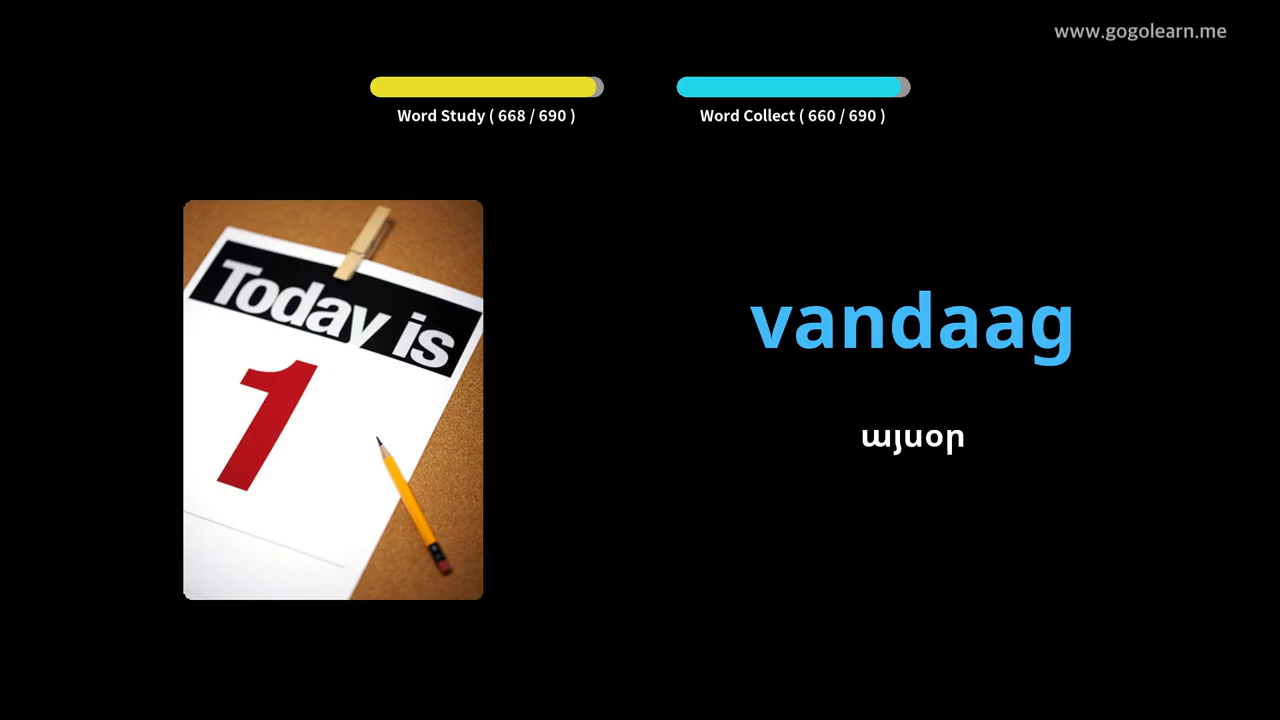 www.gogolearn.me
Word Study ( 668 / 690 )
Word Collect ( 660 / 690 )
Today is
1
vandaag
այսօր